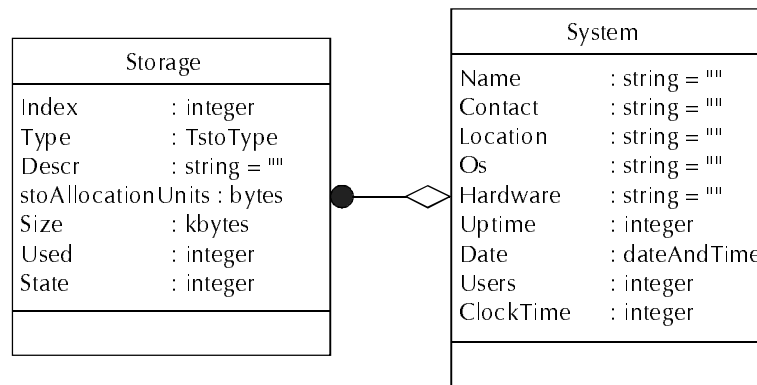 Storage
Index : integer
Type : TstoType
Descr : string = ""
stoAllocationUnits : bytes
Size : kbytes
Used : integer
State : integer
System
Name : string = ""
Contact : string = ""
Location : string = ""
Os : string = ""
Hardware : string = ""
Uptime : integer
Date : dateAndTime
Users : integer
ClockTime : integer